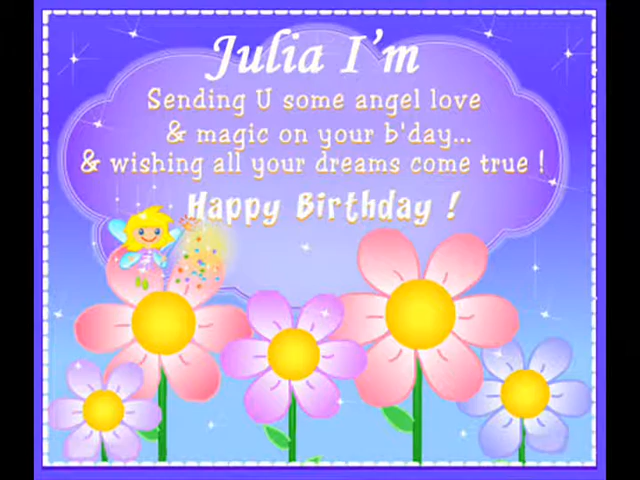 Julia I'm
Sending U some angel love
& magic on your b'day...
& wishing all your dreams come true !
Happy Birthday !